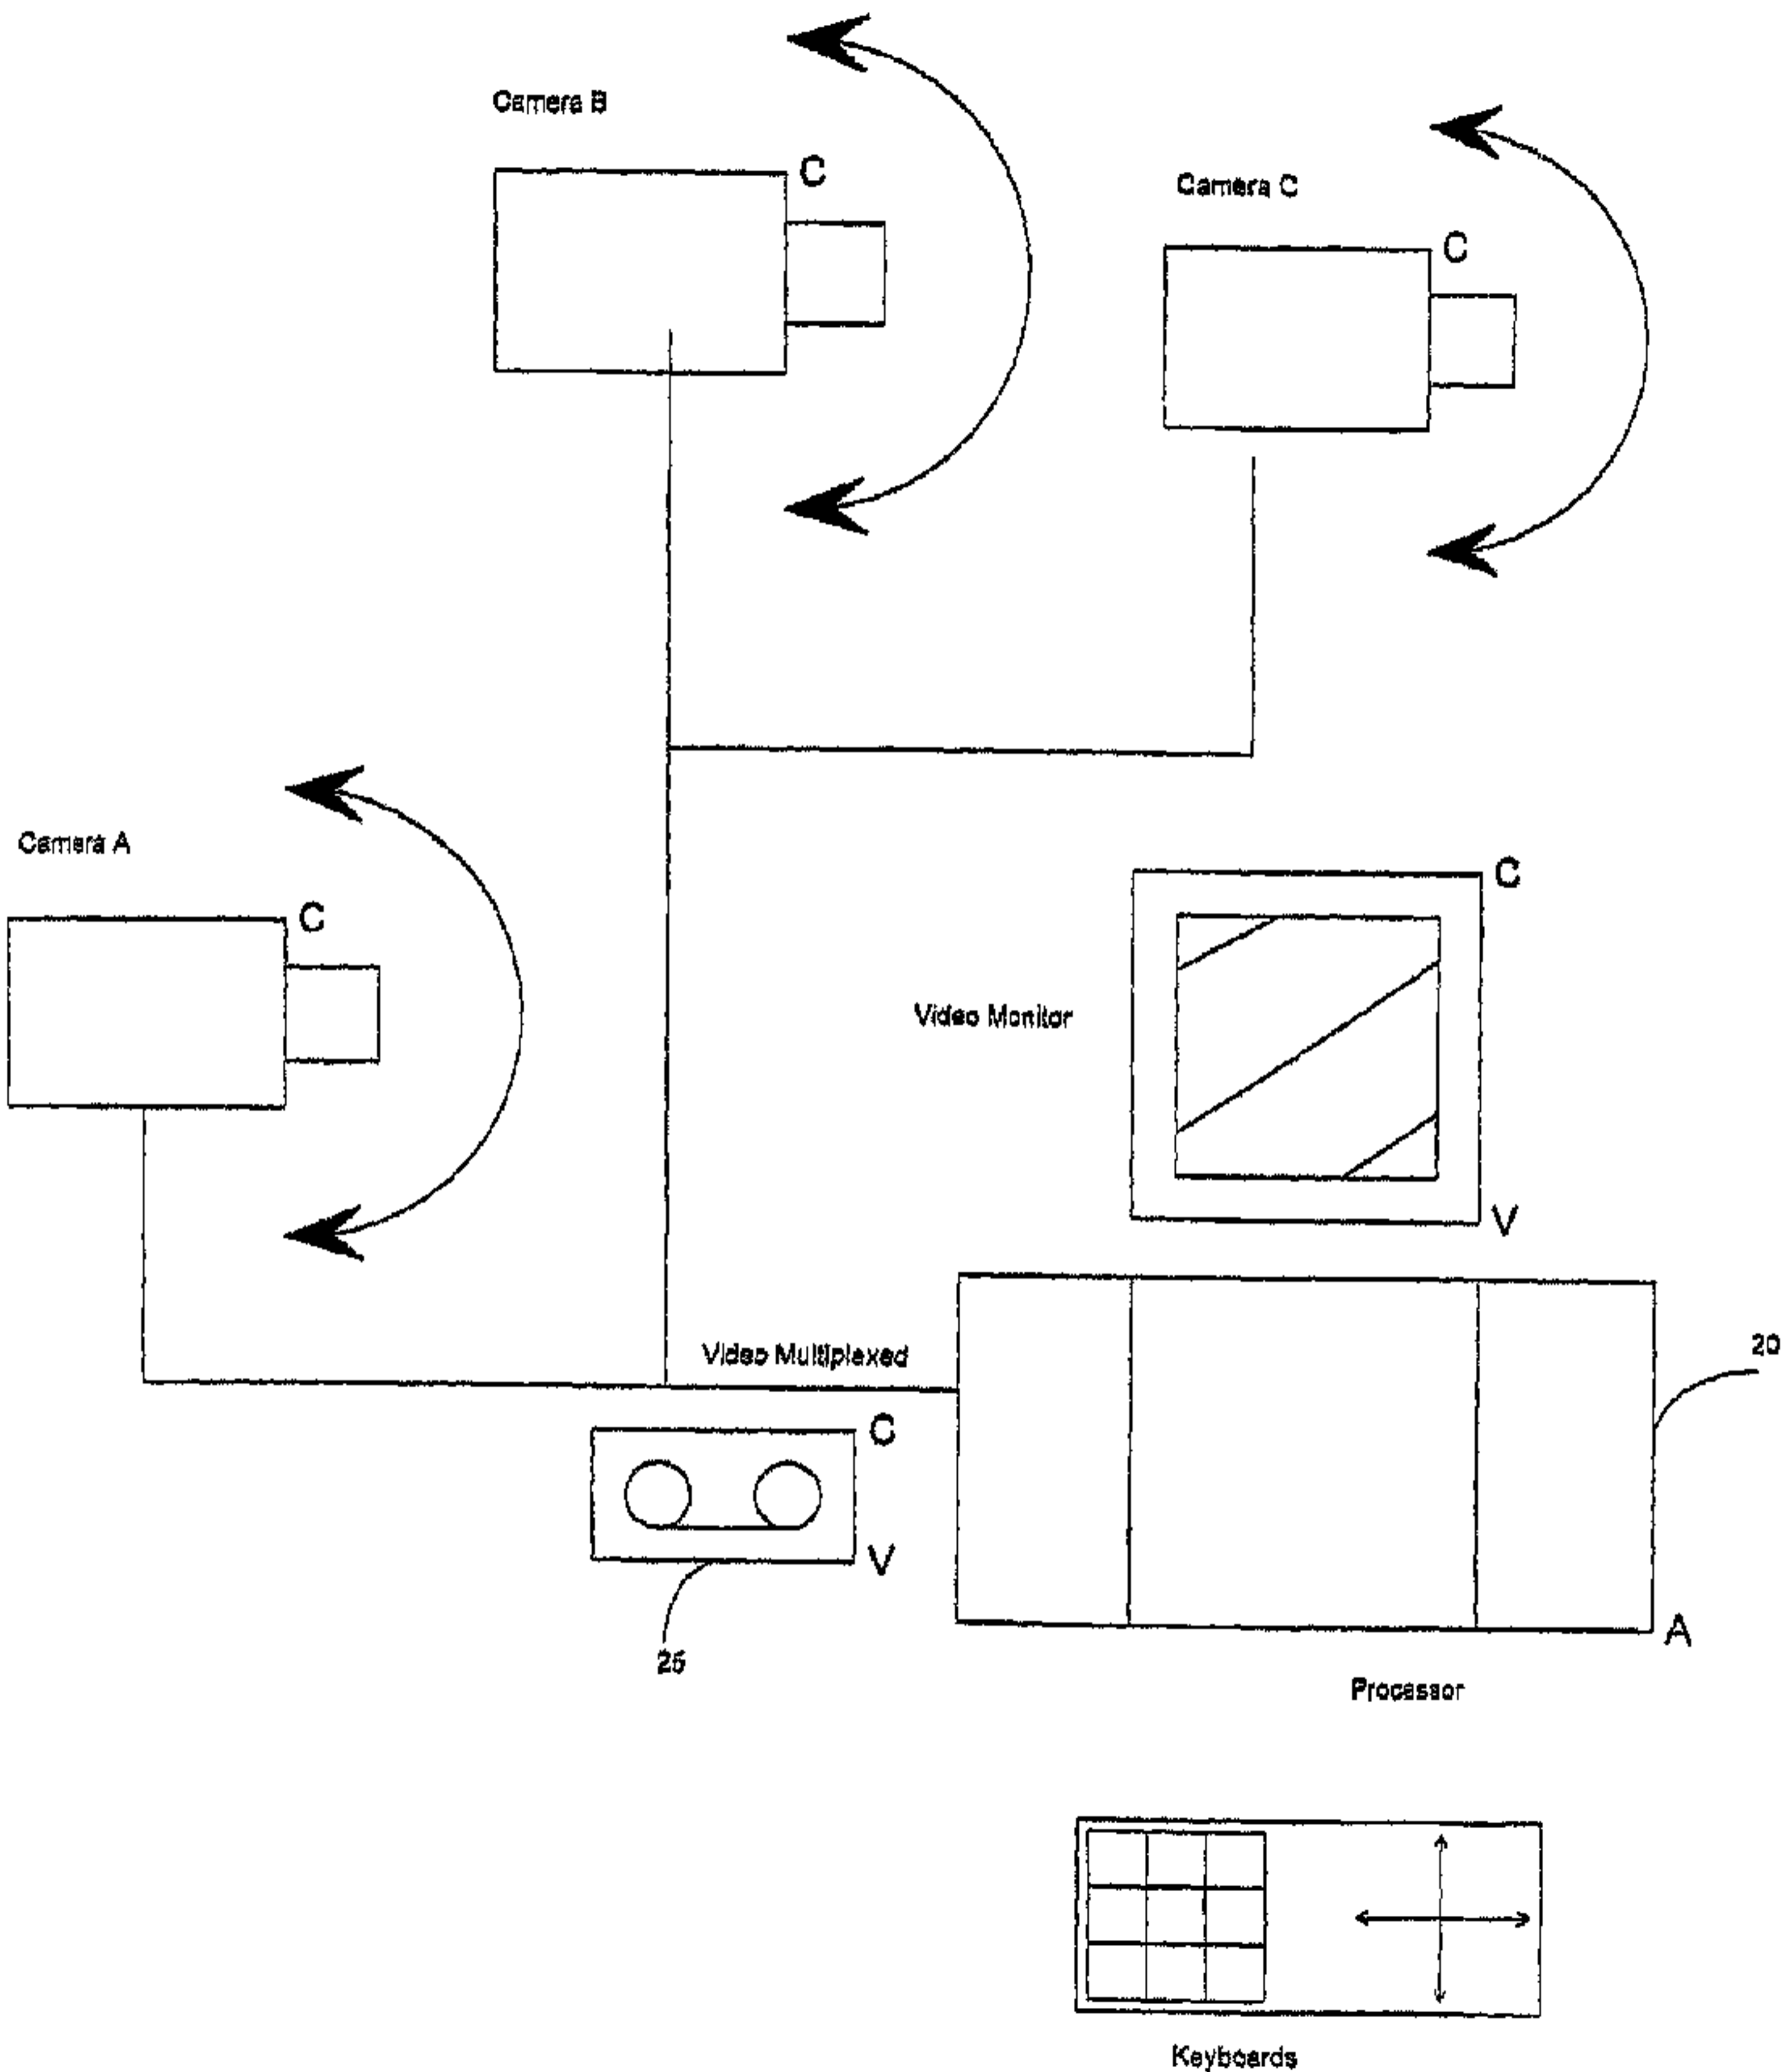 Camera B
C
Camera C
C
Camera A
C
C
Video Monitor
V
Video Multiplexed
20
C
V
25
A
Processor
Keyboards